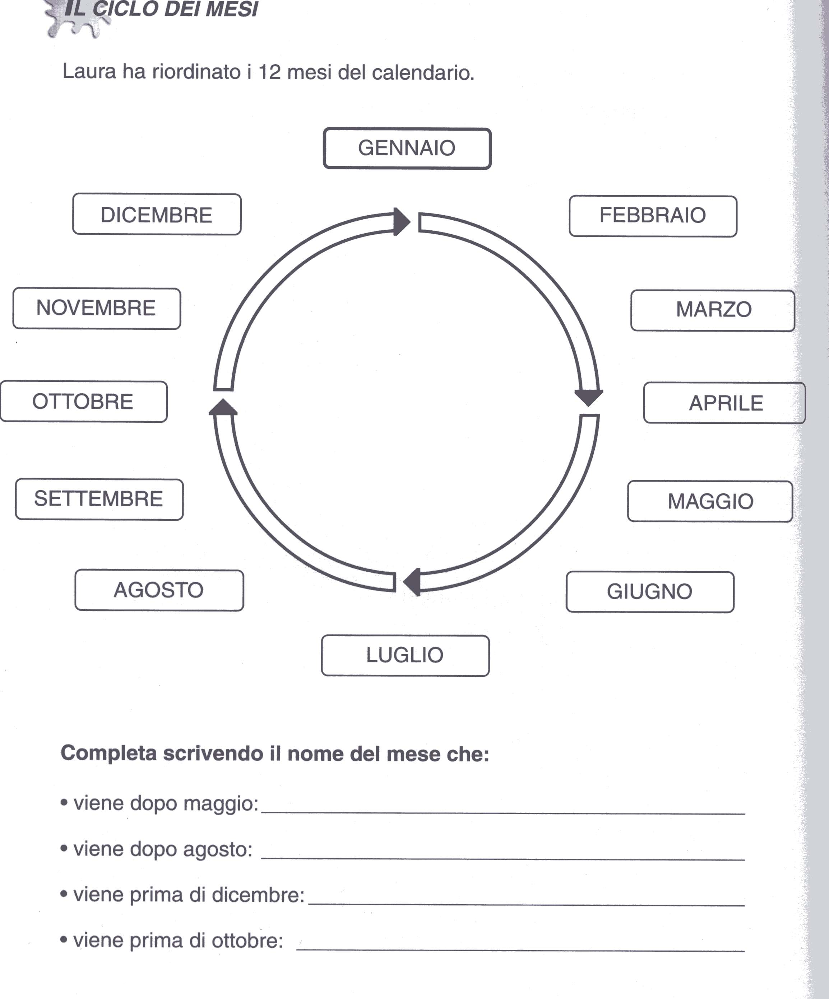 IL CICLO DEI MESI
Laura ha riordinato i 12 mesi del calendario.
GENNAIO
DICEMBRE
FEBBRAIO
NOVEMBRE
MARZO
OTTOBRE
APRILE
SETTEMBRE
MAGGIO
AGOSTO
GIUGNO
LUGLIO
Completa scrivendo il nome del mese che:
• viene dopo maggio:
• viene dopo agosto:
• viene prima di dicembre:
• viene prima di ottobre: